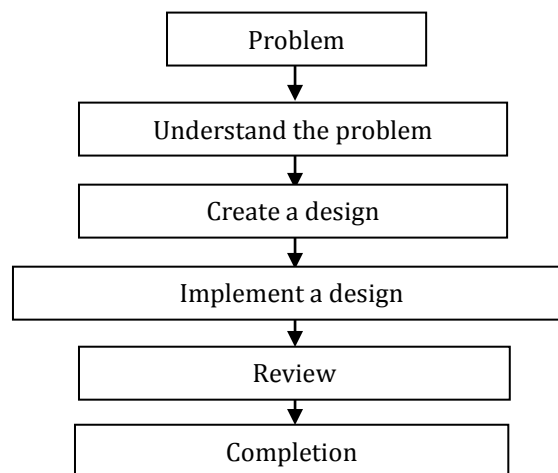 Problem
Understand the problem
Create a design
Implement a design
Review
Completion